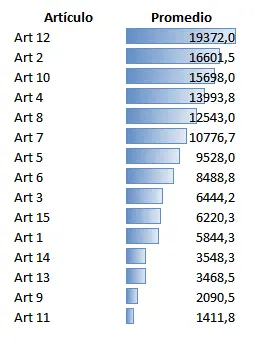 Artículo Promedio
Art 12 19372,0
Art 2 16601,5
Art 10 15698,0
Art 4 13993,8
Art 8 12543,0
Art 7 10776,7
Art 5 9528,0
Art 6 8488,8
Art 3 6444,2
Art 15 6220,3
Art 1 5844,3
Art 14 3548,3
Art 13 3468,5
Art 9 2090,5
Art 11 1411,8